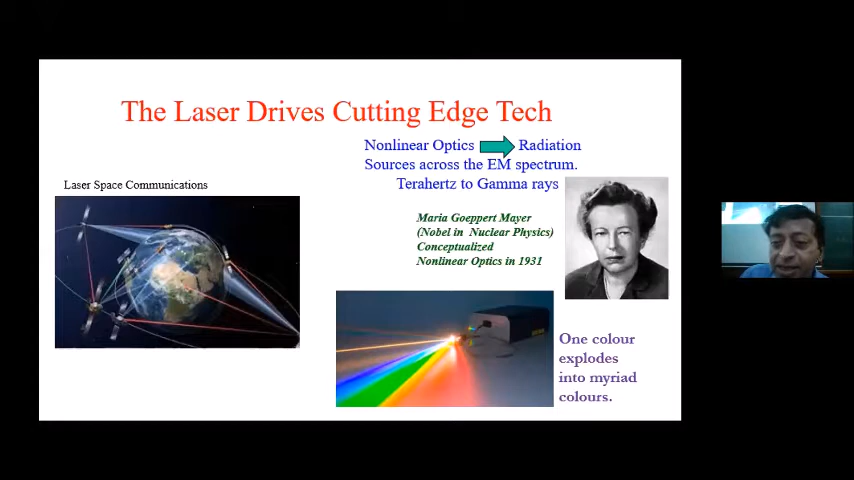 The Laser Drives Cutting Edge Tech
Nonlinear Optics Radiation
Sources across the EM spectrum.
Terahertz to Gamma rays
Laser Space Communications
Maria Goeppert Mayer
(Nobel in Nuclear Physics)
Conceptualized
Nonlinear Optics in 1931
One colour
explodes
into myriad
colours.